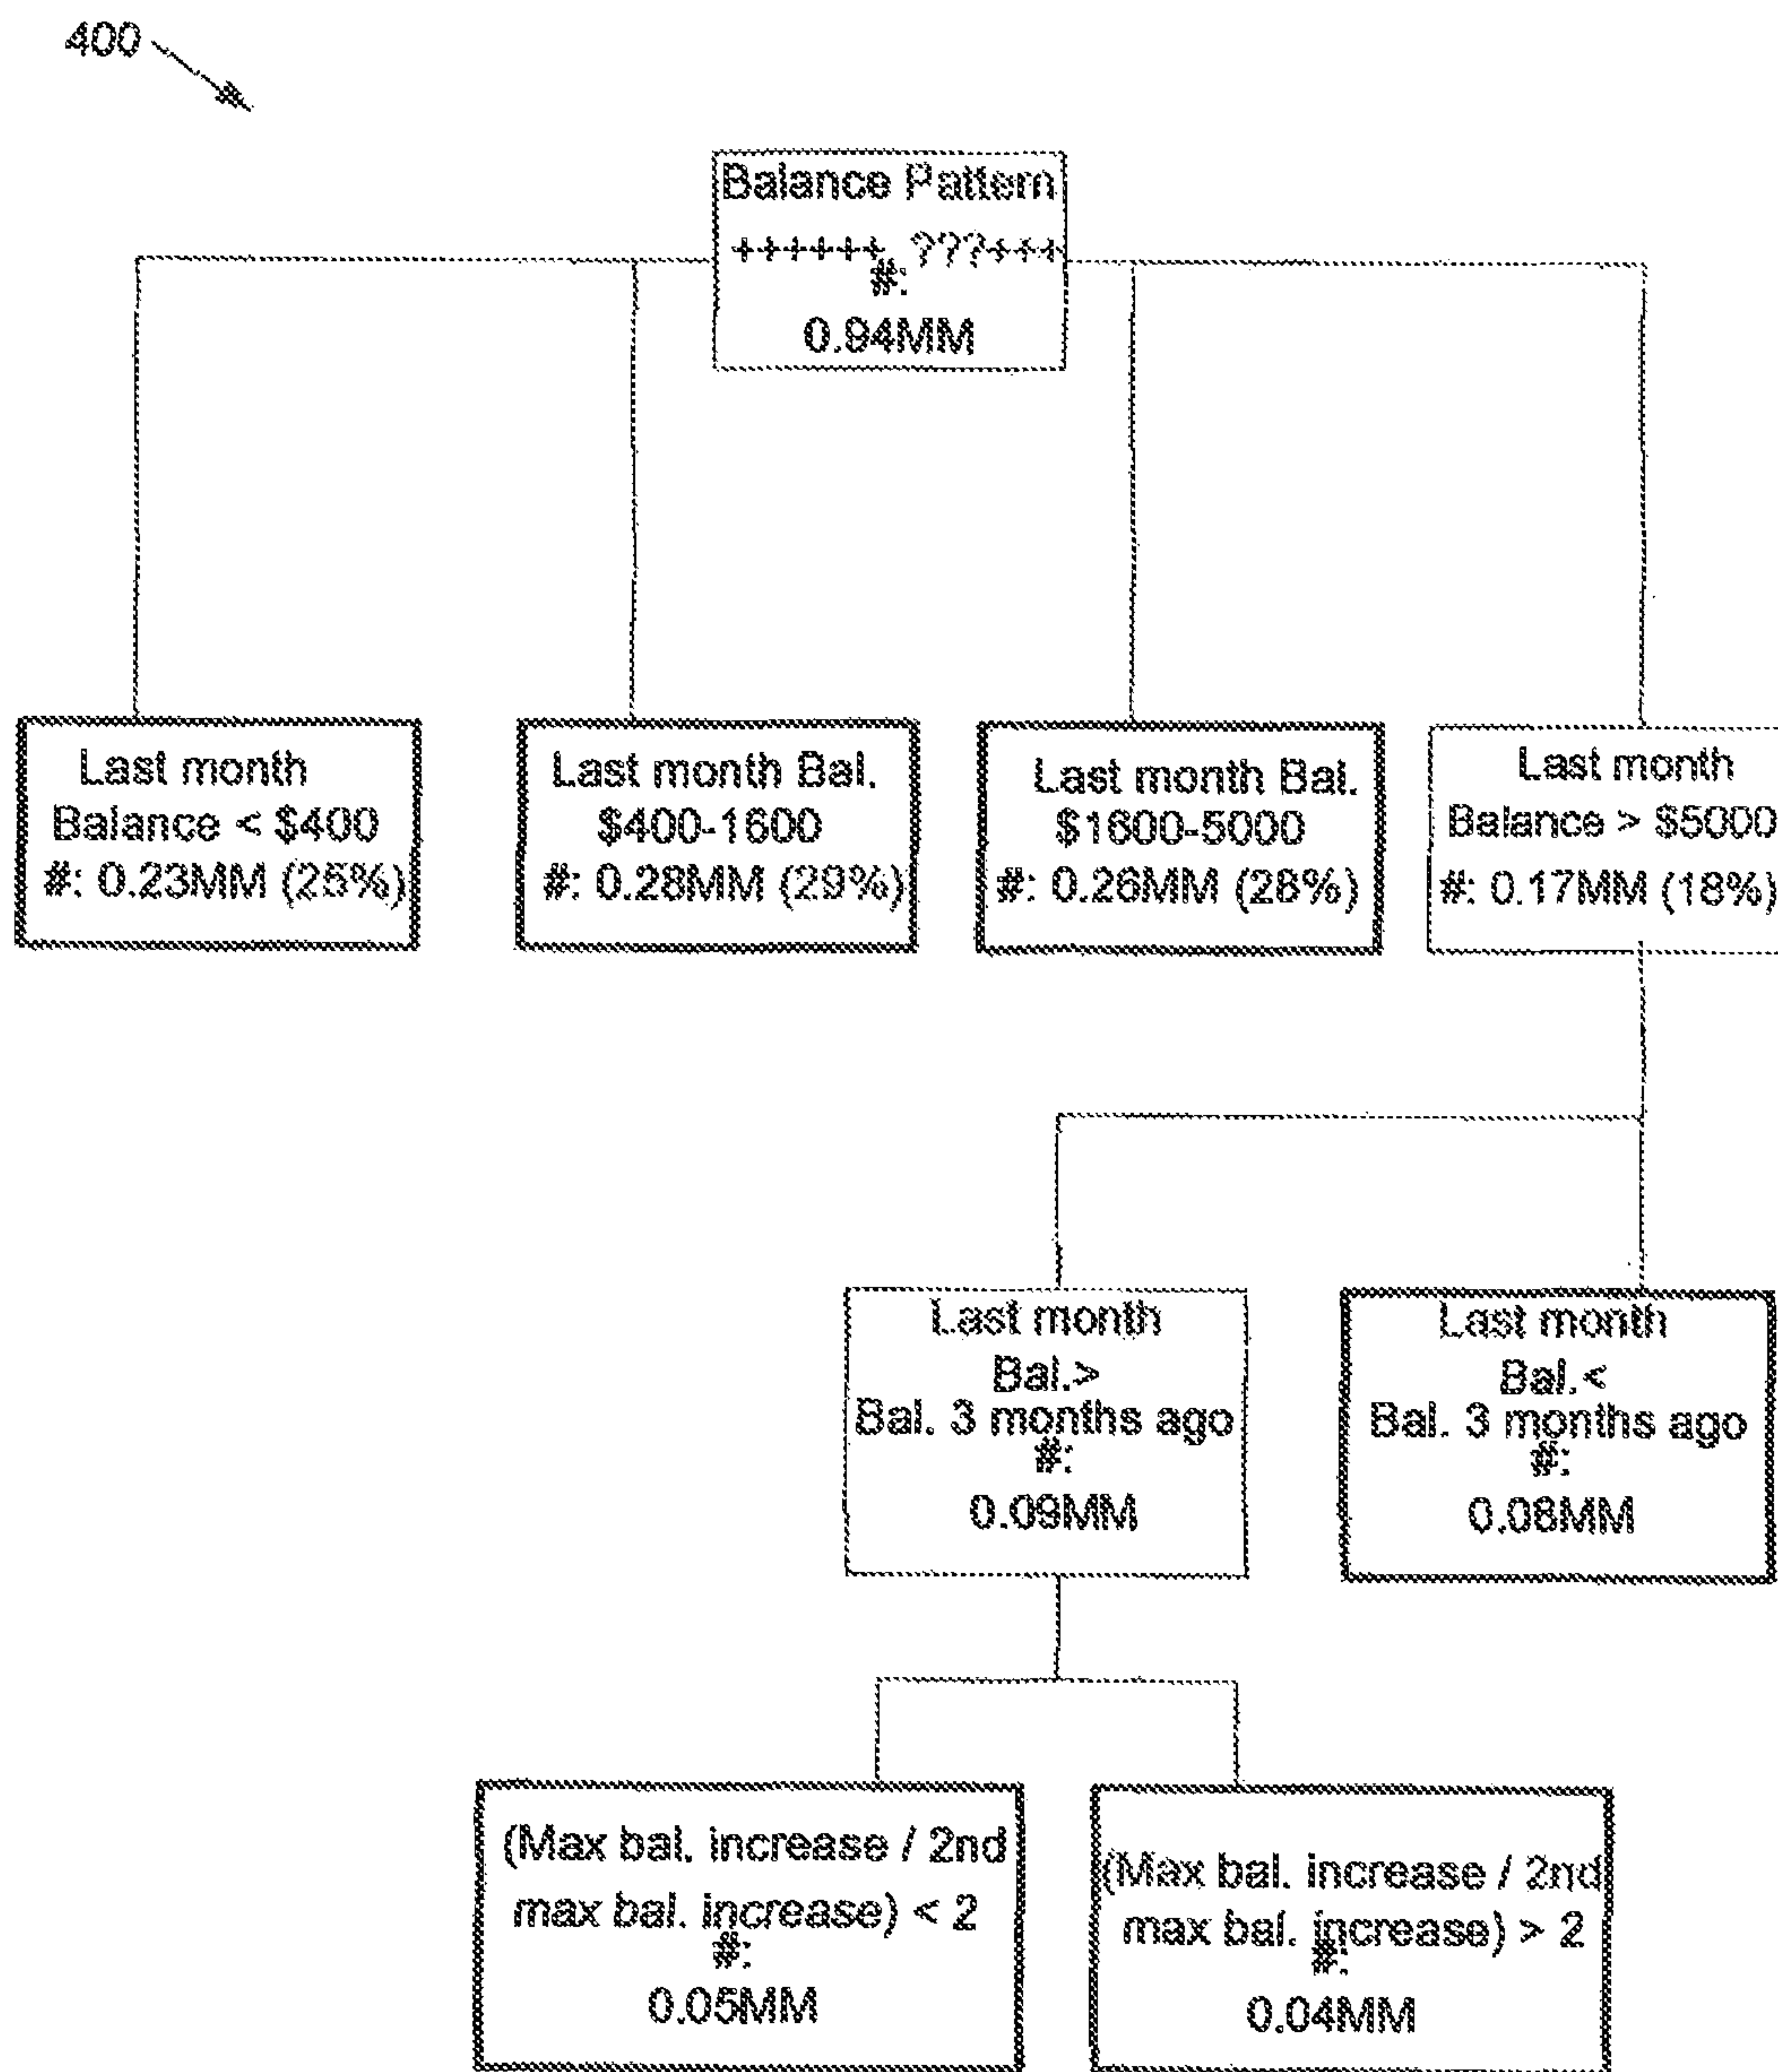 400
Balance Pattern
++++++, ???+++
#:
0.94MM
Last month
Balance < $400
#: 0.23MM (25%)
Last month Bal.
$400-1600
#: 0.28MM (29%)
Last month Bal.
$1600-5000
#: 0.26MM (28%)
Last month
Balance > $5000
#: 0.17MM (18%)
Last month
Bal.>
Bal. 3 months ago
#:
0.09MM
Last month
Bal.<
Bal. 3 months ago
#:
0.08MM
(Max bal. increase / 2nd
max bal. increase) < 2
#:
0.05MM
(Max bal. increase / 2nd
max bal. increase) > 2
#:
0.04MM